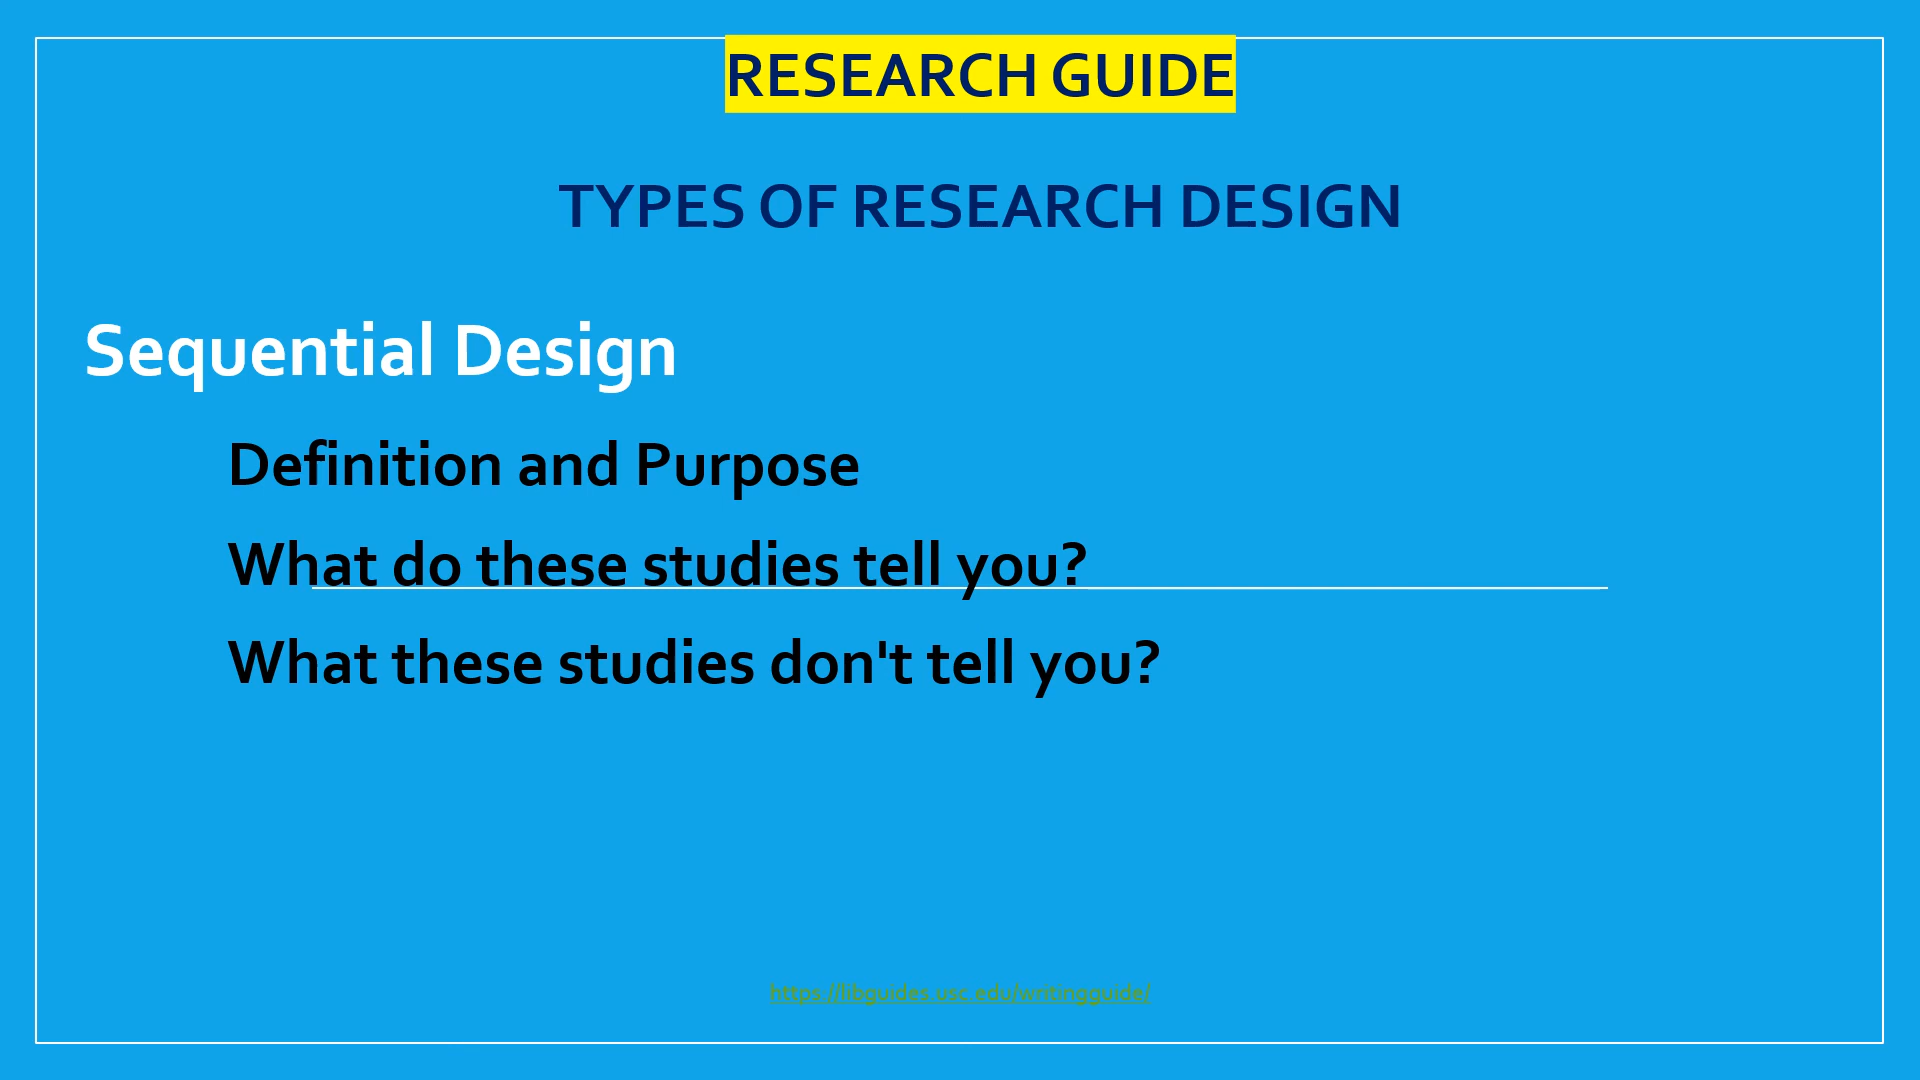 RESEARCH GUIDE
TYPES OF RESEARCH DESIGN
Sequential Design
Definition and Purpose
What do these studies tell you?
What these studies don't tell you?
https://libguides.usc.edu/writingguide/